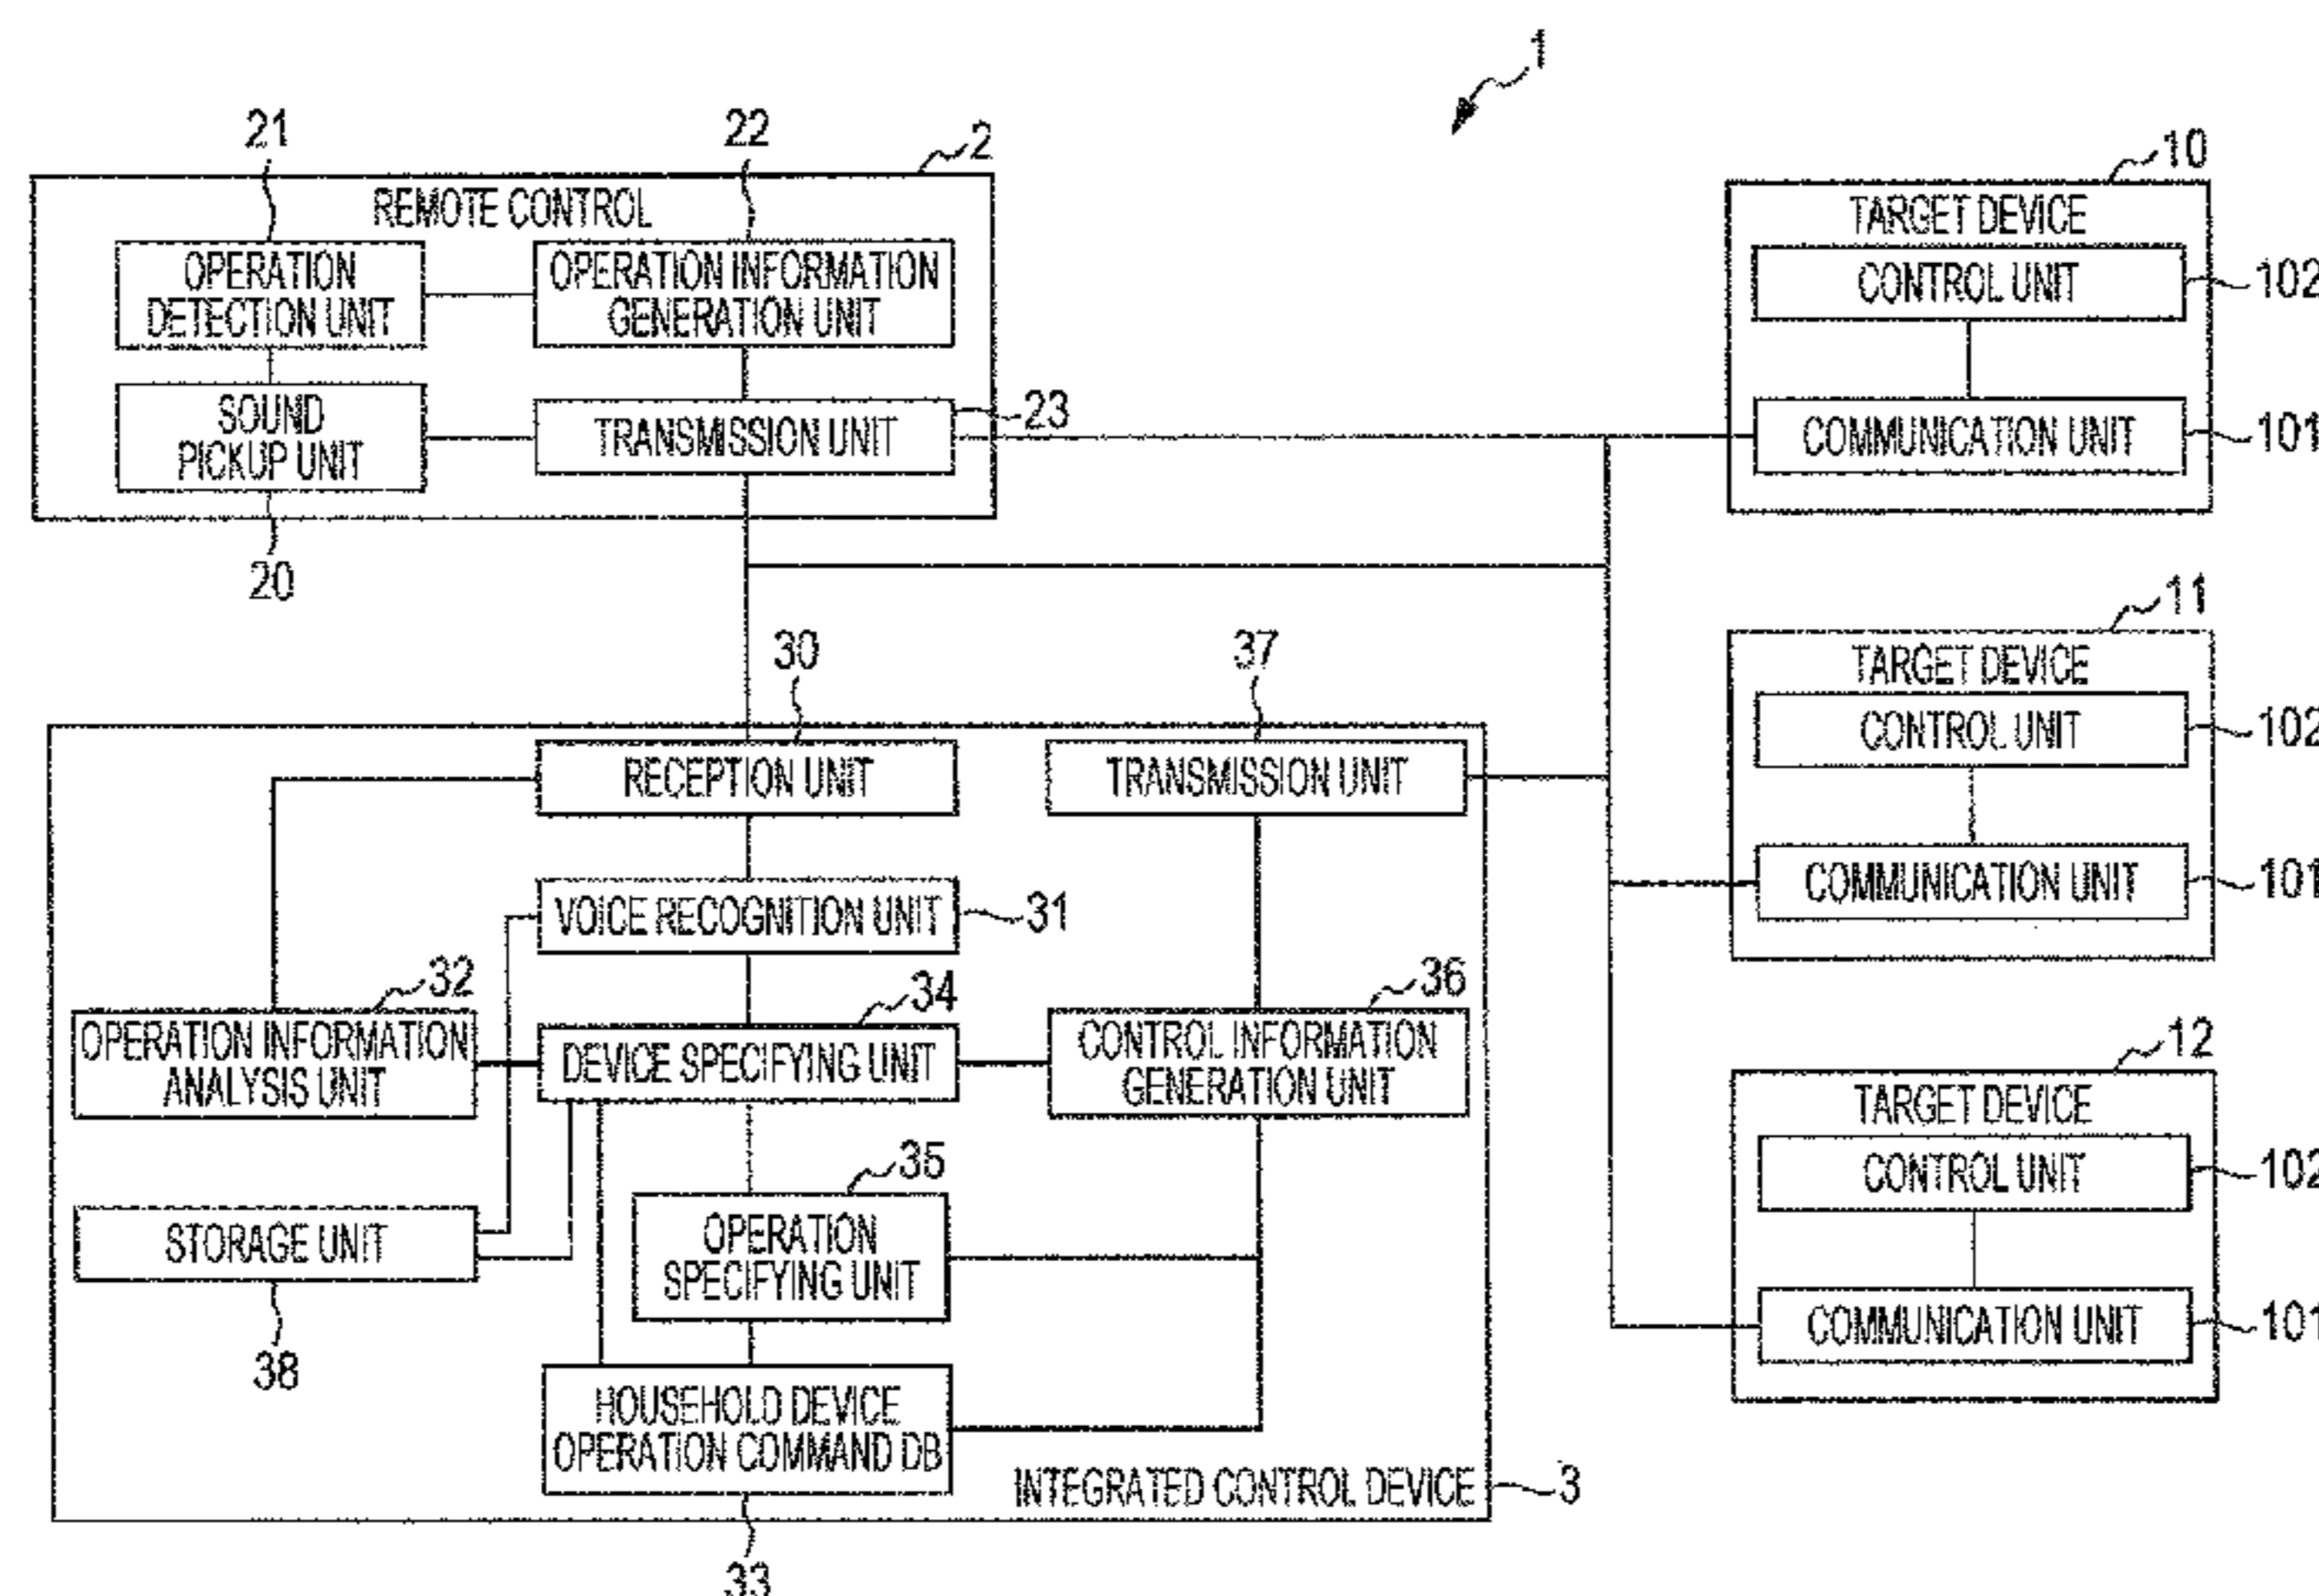 1
21
22
2
REMOTE CONTROL
OPERATION
DETECTION UNIT
OPERATION INFORMATION
GENERATION UNIT
SOUND
PICKUP UNIT
TRANSMISSION UNIT
23
20
10
TARGET DEVICE
CONTROL UNIT
102
COMMUNICATION UNIT
101
11
TARGET DEVICE
CONTROL UNIT
102
COMMUNICATION UNIT
101
12
TARGET DEVICE
CONTROL UNIT
102
COMMUNICATION UNIT
101
30
37
RECEPTION UNIT
TRANSMISSION UNIT
VOICE RECOGNITION UNIT
31
32
34
36
OPERATION INFORMATION
ANALYSIS UNIT
DEVICE SPECIFYING UNIT
CONTROL INFORMATION
GENERATION UNIT
35
STORAGE UNIT
38
OPERATION
SPECIFYING UNIT
HOUSEHOLD DEVICE
OPERATION COMMAND DB
33
INTEGRATED CONTROL DEVICE
3